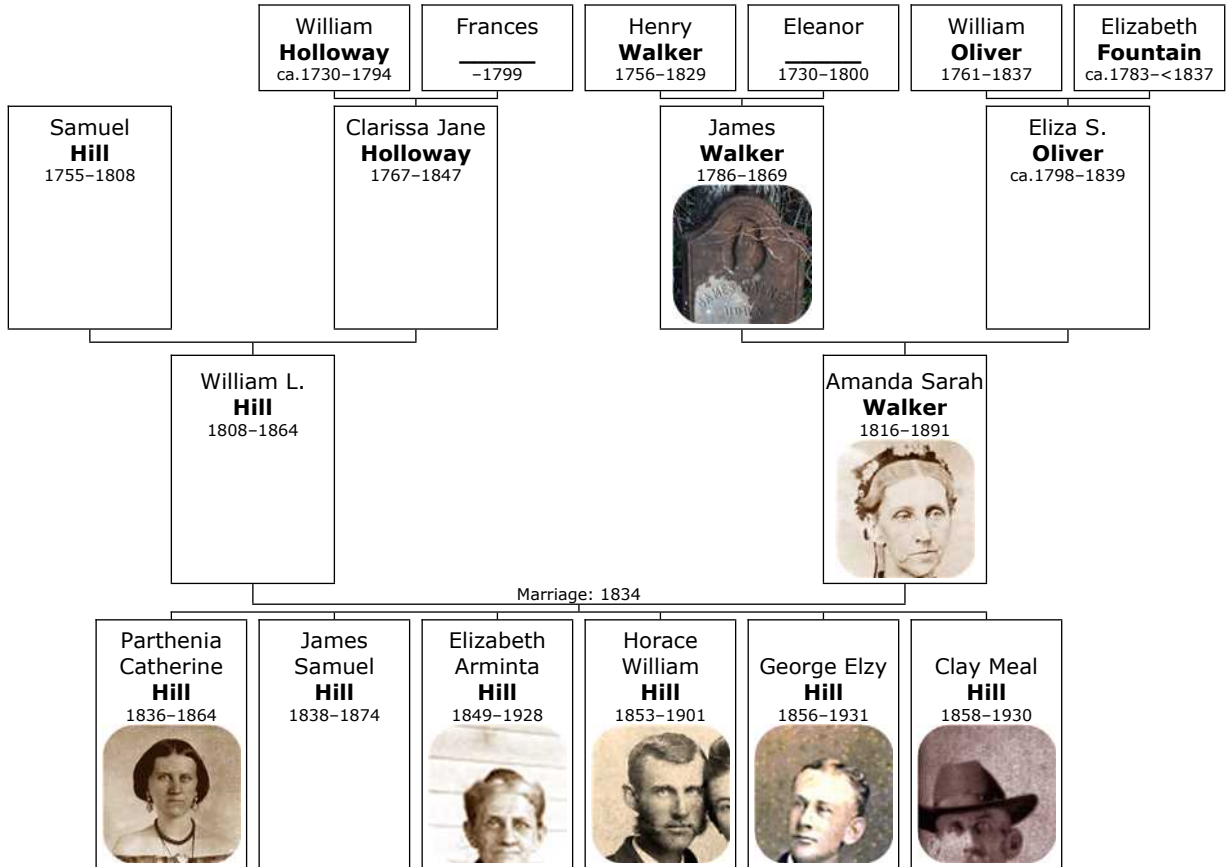 William
Holloway
ca.1730–1794
Frances
–1799
Henry
Walker
1756–1829
Eleanor
1730–1800
William
Oliver
1761–1837
Elizabeth
Fountain
ca.1783–<1837
Samuel
Hill
1755–1808
Clarissa Jane
Holloway
1767–1847
James
Walker
1786–1869
Eliza S.
Oliver
ca.1798–1839
William L.
Hill
1808–1864
Amanda Sarah
Walker
1816–1891
Marriage: 1834
Parthenia
Catherine
Hill
1836–1864
James
Samuel
Hill
1838–1874
Elizabeth
Arminta
Hill
1849–1928
Horace
William
Hill
1853–1901
George Elzy
Hill
1856–1931
Clay Meal
Hill
1858–1930